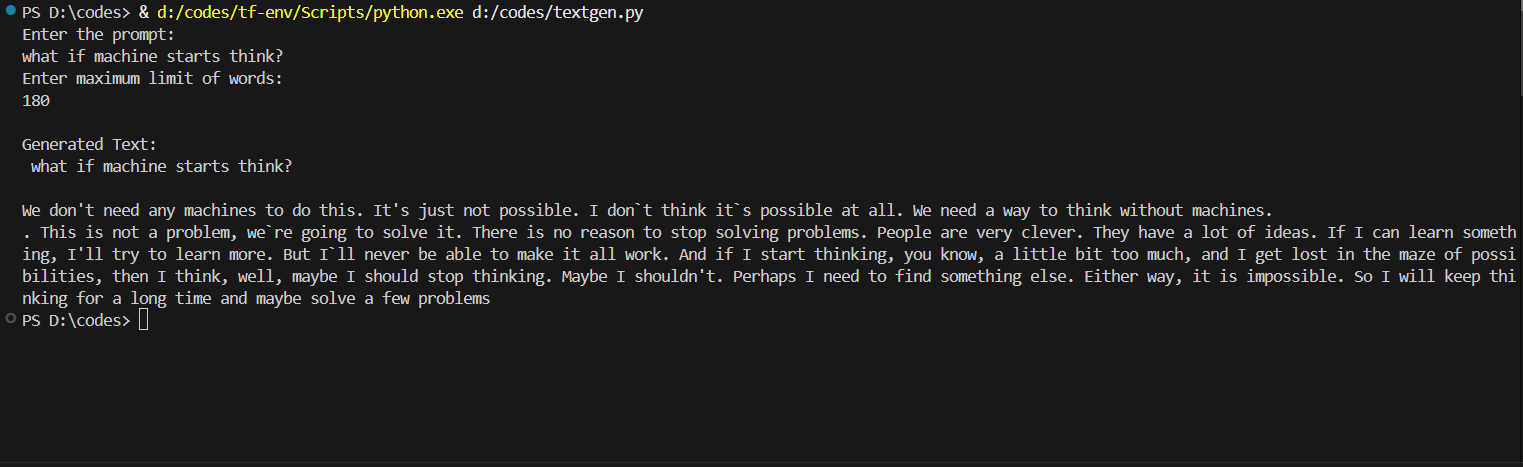 PS D:\codes> & d:/codes/tf-env/Scripts/python.exe d:/codes/textgen.py
Enter the prompt:
what if machine starts think?
Enter maximum limit of words:
180
Generated Text:
what if machine starts think?
We don't need any machines to do this. It's just not possible. I don`t think it`s possible at all. We need a way to think without machines.
. This is not a problem, we`re going to solve it. There is no reason to stop solving problems. People are very clever. They have a lot of ideas. If I can learn someth
ing, I'll try to learn more. But I`ll never be able to make it all work. And if I start thinking, you know, a little bit too much, and I get lost in the maze of possi
bilities, then I think, well, maybe I should stop thinking. Maybe I shouldn't. Perhaps I need to find something else. Either way, it is impossible. So I will keep thi
nking for a long time and maybe solve a few problems
PS D:\codes>